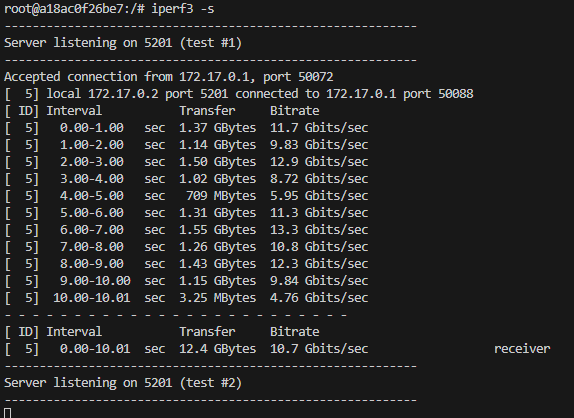 root@a18ac0f26be7:/# iperf3 -s
-----------------------------------------------------------
Server listening on 5201 (test #1)
-----------------------------------------------------------
Accepted connection from 172.17.0.1, port 50072
[  5] local 172.17.0.2 port 5201 connected to 172.17.0.1 port 50088
[ ID] Interval           Transfer     Bitrate
[  5]   0.00-1.00   sec  1.37 GBytes  11.7 Gbits/sec
[  5]   1.00-2.00   sec  1.14 GBytes  9.83 Gbits/sec
[  5]   2.00-3.00   sec  1.50 GBytes  12.9 Gbits/sec
[  5]   3.00-4.00   sec  1.02 GBytes  8.72 Gbits/sec
[  5]   4.00-5.00   sec   709 MBytes  5.95 Gbits/sec
[  5]   5.00-6.00   sec  1.31 GBytes  11.3 Gbits/sec
[  5]   6.00-7.00   sec  1.55 GBytes  13.3 Gbits/sec
[  5]   7.00-8.00   sec  1.26 GBytes  10.8 Gbits/sec
[  5]   8.00-9.00   sec  1.43 GBytes  12.3 Gbits/sec
[  5]   9.00-10.00  sec  1.15 GBytes  9.84 Gbits/sec
[  5]  10.00-10.01  sec  3.25 MBytes  4.76 Gbits/sec
- - - - - - - - - - - - - - - - - - - - - - - - -
[ ID] Interval           Transfer     Bitrate
[  5]   0.00-10.01  sec  12.4 GBytes  10.7 Gbits/sec                  receiver
-----------------------------------------------------------
Server listening on 5201 (test #2)
-----------------------------------------------------------